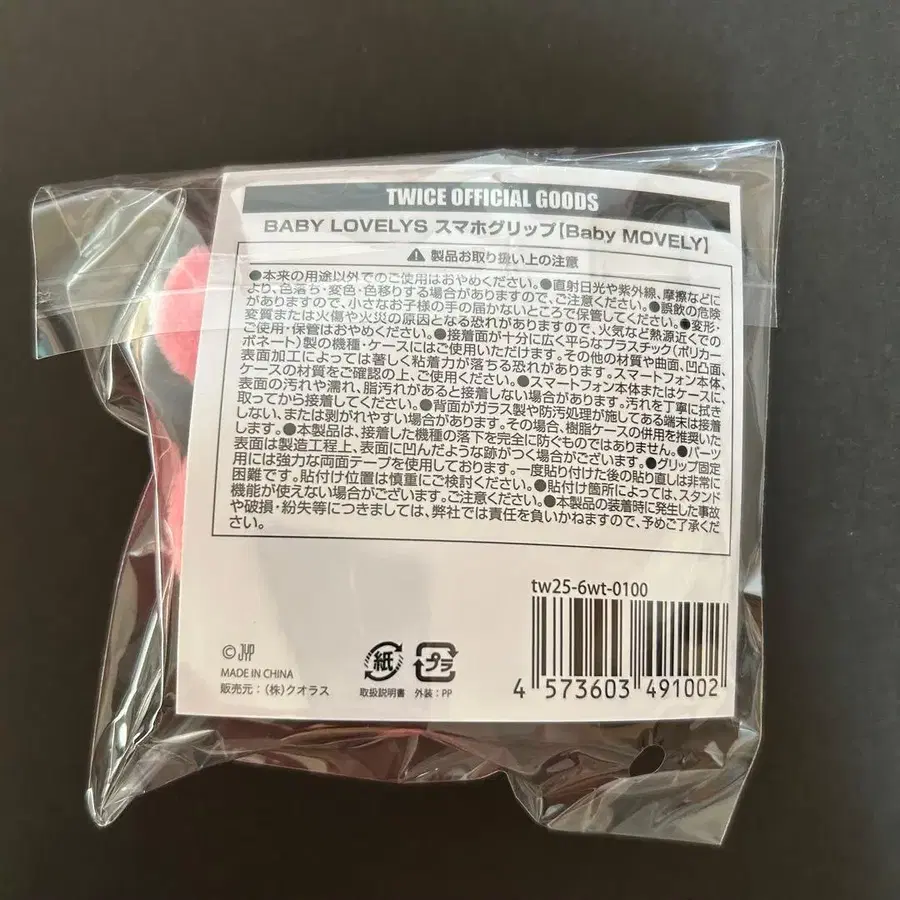 TWICE OFFICIAL GOODS
BABY LOVELYS スマホグリップ【Baby MOVELY】
⚠ 製品お取り扱い上の注意
●本来の用途以外でのご使用はおやめください。●直射日光や紫外線、摩擦などに
より、色落ち・変色・色移りする場合がありますので、ご注意ください。●誤飲の危険
がありますので、小さなお子様の手の届かないところで保管してください。●変形・
変質または火傷や火災の原因となる恐れがありますので、火気など熱源近くでの
ご使用・保管はおやめください。●接着面が十分に広く平らなプラスチック(ポリカー
ボネート)製の機種・ケースにはご使用いただけます。その他の材質や曲面、凹凸面、
表面加工によっては著しく粘着力が落ちる恐れがあります。スマートフォン本体、
ケースの材質をご確認の上、ご使用ください。●スマートフォン本体またはケースに、
表面の汚れや濡れ、脂汚れがあると接着しない場合があります。汚れを丁寧に拭き
取ってから接着してください。●背面がガラス製や防汚処理が施してある端末は接着
しない、または剥がれやすい場合があります。その場合、樹脂ケースの併用を推奨いた
します。●本製品は、接着した機種の落下を完全に防ぐものではありません。●パーツ
表面は製造工程上、表面に凹んだような跡がつく場合がございます。●グリップ固定
用には強力な両面テープを使用しております。一度貼り付けた後の貼り直しは非常に
困難です。貼付け位置は慎重にご検討ください。●貼付け箇所によっては、スタンド
機能が使えない場合がございます。ご注意ください。●本製品の装着時に発生した事故
や破損・紛失等につきましては、弊社では責任を負いかねますので、予めご了承くだ
さい。
tw25-6wt-0100
© JYP
MADE IN CHINA
販売元：(株)クオラス
紙
取扱説明書
プラ
外装：PP
4 573603 491002